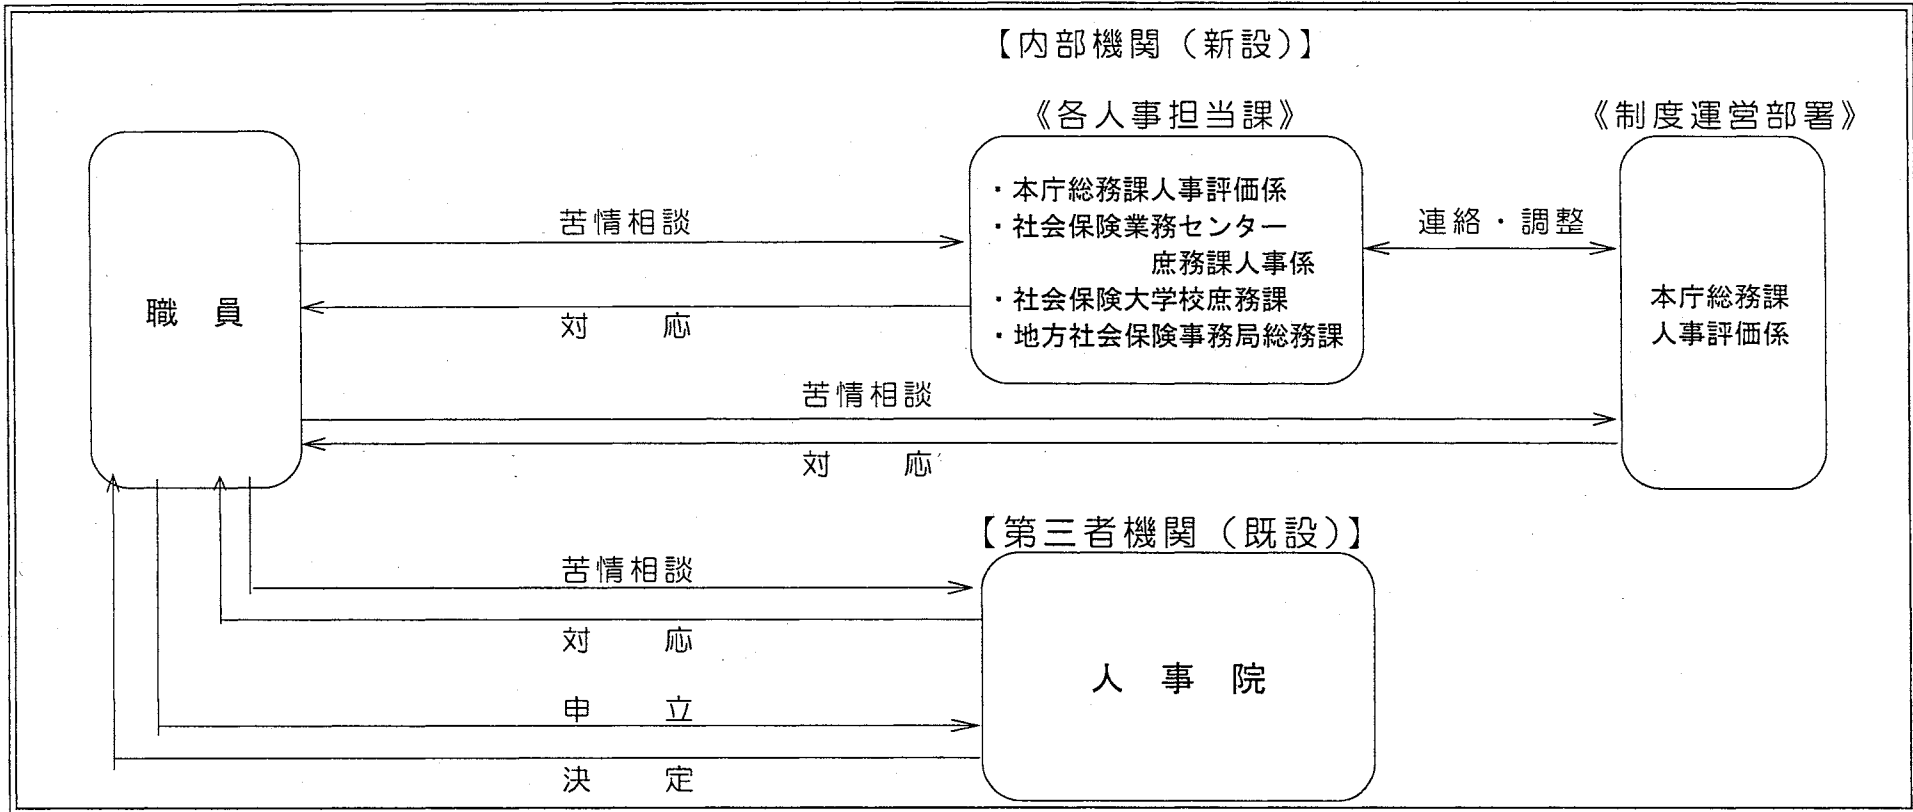 【内部機関（新設）】
《各人事担当課》
《制度運営部署》
職　員
苦情相談
対　　応
・本庁総務課人事評価係
・社会保険業務センター
庶務課人事係
・社会保険大学校庶務課
・地方社会保険事務局総務課
連絡・調整
本庁総務課
人事評価係
苦情相談
対　　応
【第三者機関（既設）】
苦情相談
対　　応
人　事　院
申　　立
決　　定